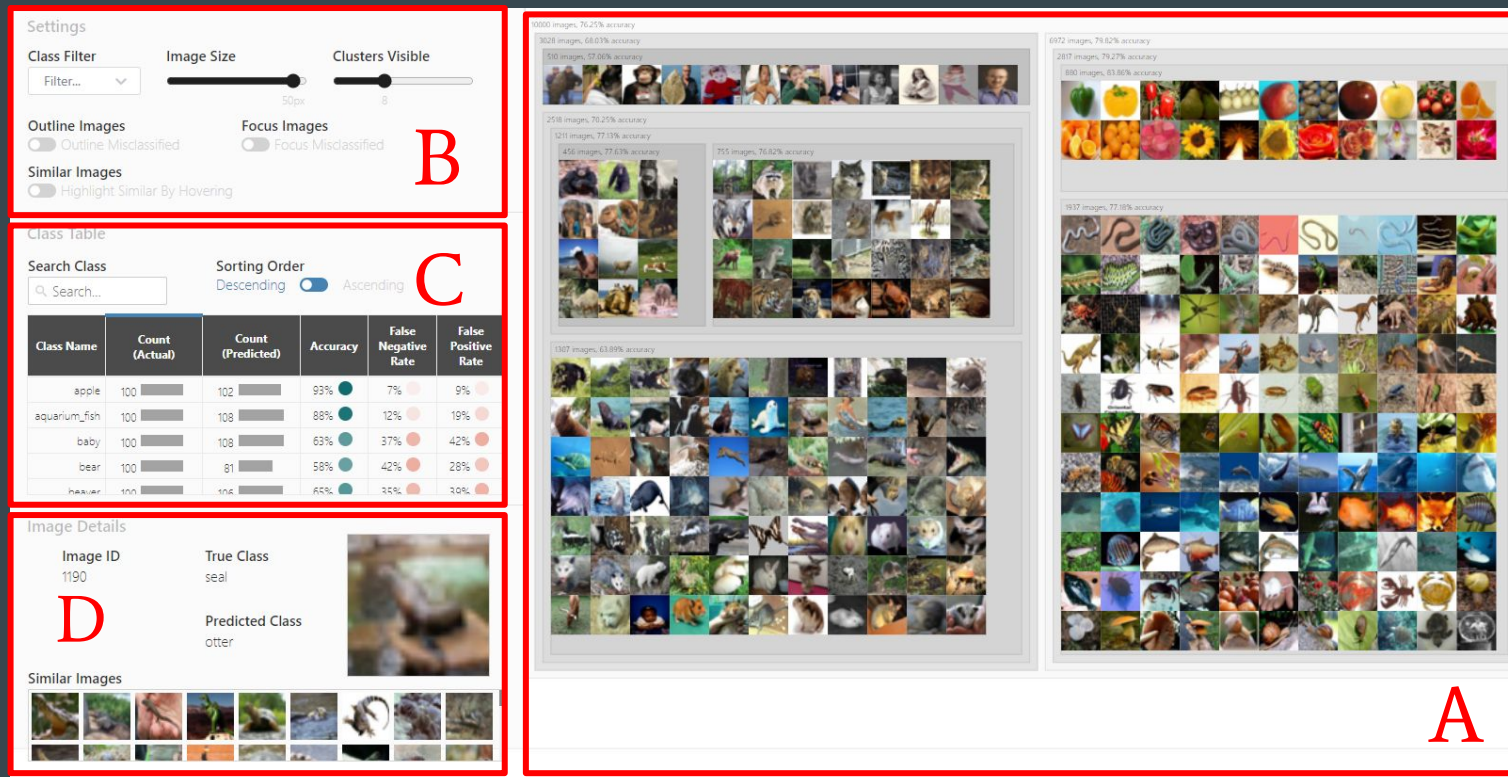 Settings
Class Filter
Image Size
Clusters Visible
Filter...
50px
8
Outline Images
Focus Images
Outline Misclassified
Focus Misclassified
Similar Images
Highlight Similar By Hovering
B
Class Table
Search Class
Sorting Order
Search...
Descending
Ascending
C
Class Name Count (Actual) Count (Predicted) Accuracy False Negative Rate False Positive Rate
apple 100 102 93% 7% 9%
aquarium_fish 100 108 88% 12% 19%
baby 100 108 63% 37% 42%
bear 100 81 58% 42% 28%
beaver 100 106 65% 35% 39%
Image Details
Image ID
True Class
1190
seal
D
Predicted Class
otter
Similar Images
10000 images, 76.25% accuracy
3028 images, 68.03% accuracy
510 images, 57.06% accuracy
2518 images, 70.25% accuracy
1211 images, 77.13% accuracy
456 images, 77.63% accuracy
755 images, 76.82% accuracy
1307 images, 63.89% accuracy
6972 images, 79.82% accuracy
2817 images, 79.27% accuracy
880 images, 83.86% accuracy
1937 images, 77.18% accuracy
A